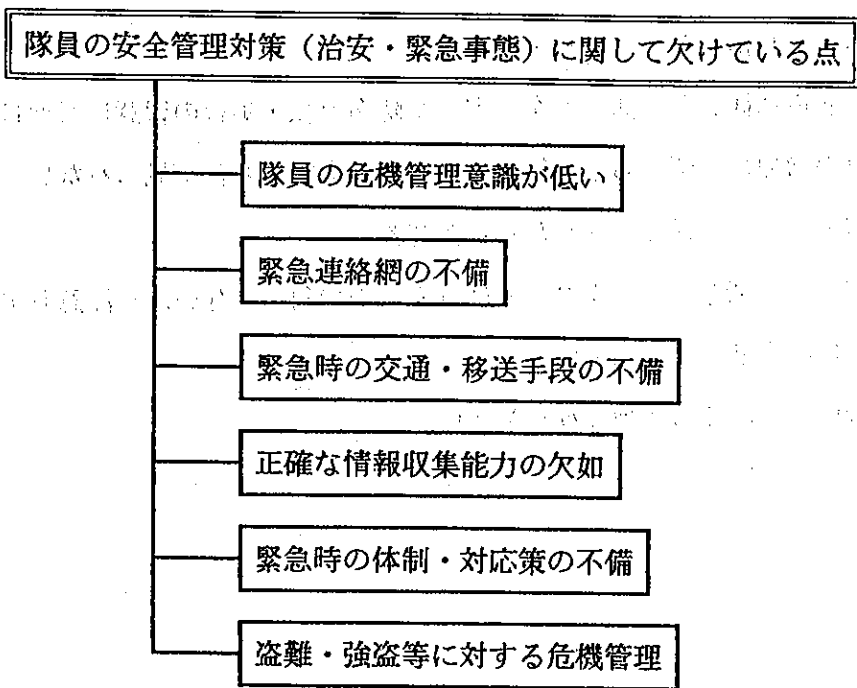 隊員の安全管理対策（治安・緊急事態）に関して欠けている点
隊員の危機管理意識が低い
緊急連絡網の不備
緊急時の交通・移送手段の不備
正確な情報収集能力の欠如
緊急時の体制・対応策の不備
盗難・強盗等に対する危機管理